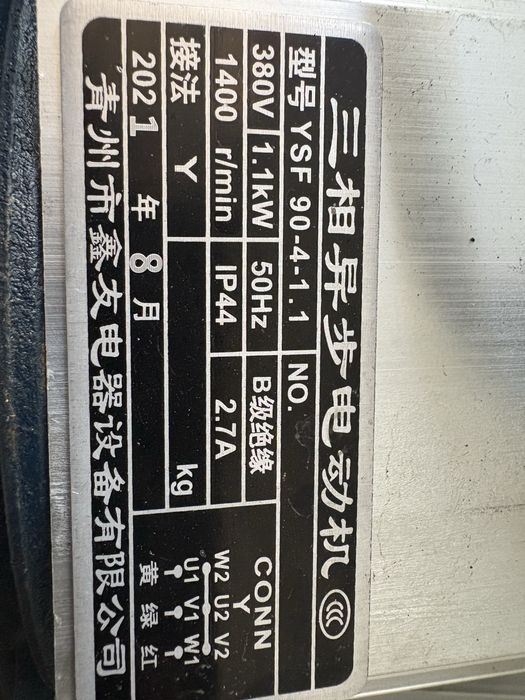 三相异步电动机 CCC
型号 YSF 90-4-1.1 NO.
380V 1.1kW 50Hz B级绝缘
1400 r/min IP44 2.7A
接法 Y kg
2021 年 8 月
青州市鑫友电器设备有限公司
CONN
Y
W2 U2 V2
U1 V1 W1
黄 绿 红